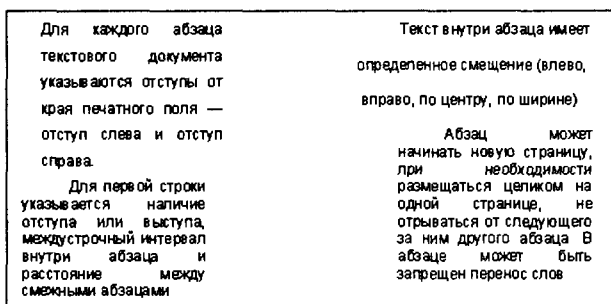 Для каждого абзаца
текстового документа
указываются отступы от
края печатного поля —
отступ слева и отступ
справа.
Для первой строки
указывается наличие
отступа или выступа,
междустрочный интервал
внутри абзаца и
расстояние между
смежными абзацами
Текст внутри абзаца имеет
определенное смещение (влево,
вправо, по центру, по ширине)
Абзац может
начинать новую страницу,
при необходимости
размещаться целиком на
одной странице, не
отрываться от следующего
за ним другого абзаца В
абзаце может быть
запрещен перенос слов